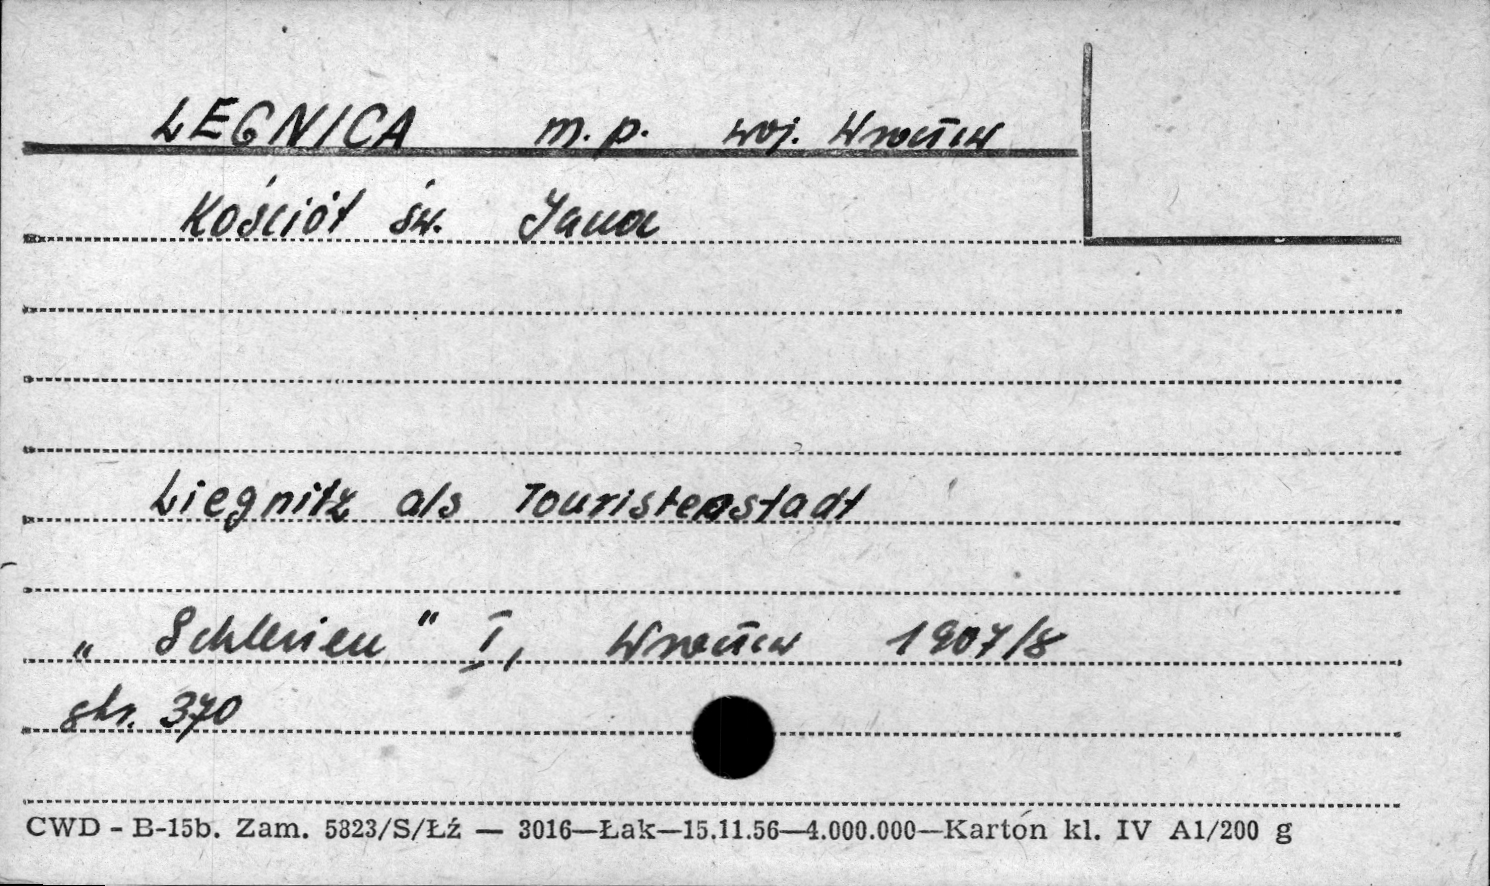 LEGNICA m. p. woj. Wrocław
Kościół św. Jana
Liegnitz als Touristenstadt
„ Schlesien “ I, Wrocław 1907/8
str. 370
CWD - B-15b. Zam. 5823/S/Łź — 3016—Łak—15.11.56—4.000.000—Karton kl. IV A1/200 g